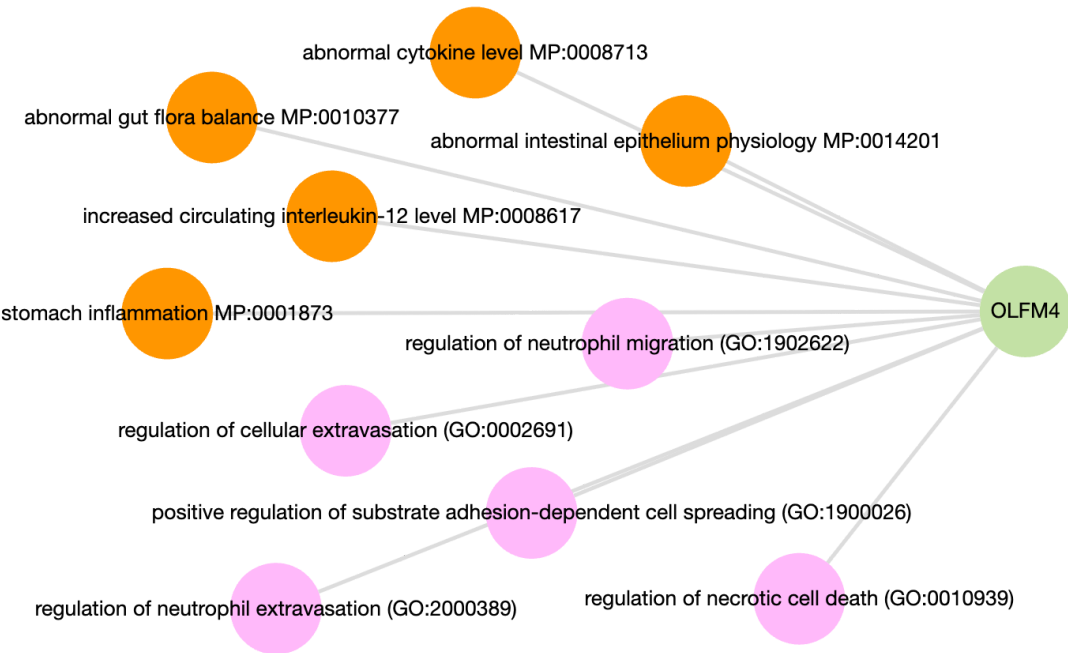 abnormal cytokine level MP:0008713
abnormal gut flora balance MP:0010377
abnormal intestinal epithelium physiology MP:0014201
increased circulating interleukin-12 level MP:0008617
stomach inflammation MP:0001873
OLFM4
regulation of neutrophil migration (GO:1902622)
regulation of cellular extravasation (GO:0002691)
positive regulation of substrate adhesion-dependent cell spreading (GO:1900026)
regulation of necrotic cell death (GO:0010939)
regulation of neutrophil extravasation (GO:2000389)